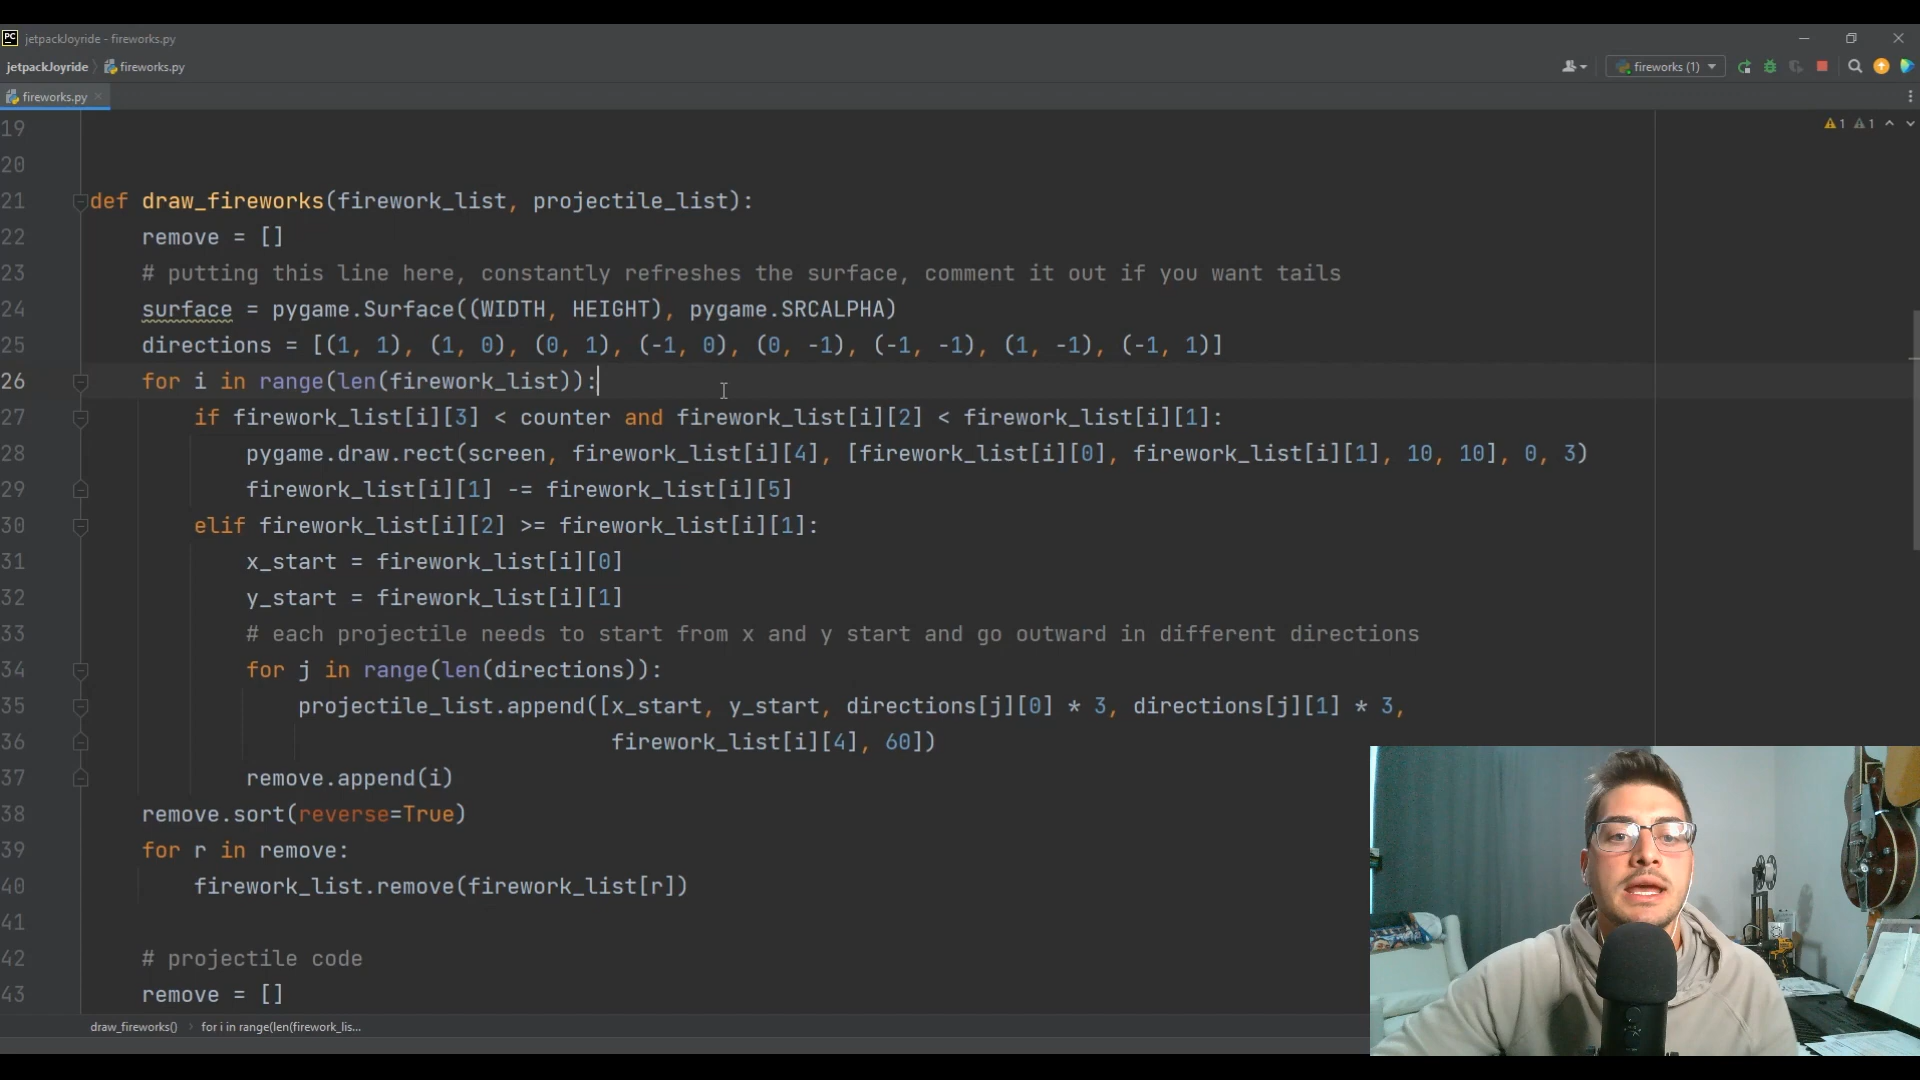 PC jetpackJoyride - fireworks.py
jetpackJoyride fireworks.py fireworks (1)
fireworks.py
1 1
19
20
21 def draw_fireworks(firework_list, projectile_list):
22 remove = []
23 # putting this line here, constantly refreshes the surface, comment it out if you want tails
24 surface = pygame.Surface((WIDTH, HEIGHT), pygame.SRCALPHA)
25 directions = [(1, 1), (1, 0), (0, 1), (-1, 0), (0, -1), (-1, -1), (1, -1), (-1, 1)]
26 for i in range(len(firework_list)):
27 if firework_list[i][3] < counter and firework_list[i][2] < firework_list[i][1]:
28 pygame.draw.rect(screen, firework_list[i][4], [firework_list[i][0], firework_list[i][1], 10, 10], 0, 3)
29 firework_list[i][1] -= firework_list[i][5]
30 elif firework_list[i][2] >= firework_list[i][1]:
31 x_start = firework_list[i][0]
32 y_start = firework_list[i][1]
33 # each projectile needs to start from x and y start and go outward in different directions
34 for j in range(len(directions)):
35 projectile_list.append([x_start, y_start, directions[j][0] * 3, directions[j][1] * 3,
36 firework_list[i][4], 60])
37 remove.append(i)
38 remove.sort(reverse=True)
39 for r in remove:
40 firework_list.remove(firework_list[r])
41
42 # projectile code
43 remove = []
draw_fireworks() for i in range(len(firework_lis...